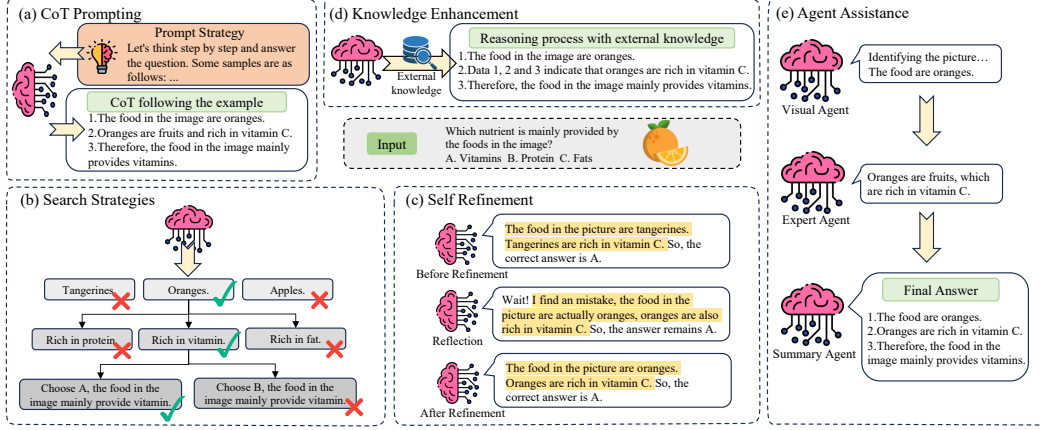 (a) CoT Prompting
Prompt Strategy
Let's think step by step and answer
the question. Some samples are as
follows: ...
CoT following the example
1.The food in the image are oranges.
2.Oranges are fruits and rich in vitamin C.
3.Therefore, the food in the image mainly
provides vitamins.
(d) Knowledge Enhancement
External
knowledge
Reasoning process with external knowledge
1.The food in the image are oranges.
2.Data 1, 2 and 3 indicate that oranges are rich in vitamin C.
3.Therefore, the food in the image mainly provides vitamins.
Input
Which nutrient is mainly provided by
the foods in the image?
A. Vitamins B. Protein C. Fats
(b) Search Strategies
Tangerines.
Oranges.
Apples.
Rich in protein.
Rich in vitamin.
Rich in fat.
Choose A, the food in the
image mainly provide vitamin.
Choose B, the food in the
image mainly provide vitamin.
(c) Self Refinement
Before Refinement
The food in the picture are tangerines.
Tangerines are rich in vitamin C. So, the
correct answer is A.
Reflection
Wait! I find an mistake, the food in the
picture are actually oranges, oranges are also
rich in vitamin C. So, the answer remains A.
After Refinement
The food in the picture are oranges.
Oranges are rich in vitamin C. So, the
correct answer is A.
(e) Agent Assistance
Visual Agent
Identifying the picture…
The food are oranges.
Expert Agent
Oranges are fruits, which
are rich in vitamin C.
Summary Agent
Final Answer
1.The food are oranges.
2.Oranges are rich in vitamin C.
3.Therefore, the food in the
image mainly provides vitamins.